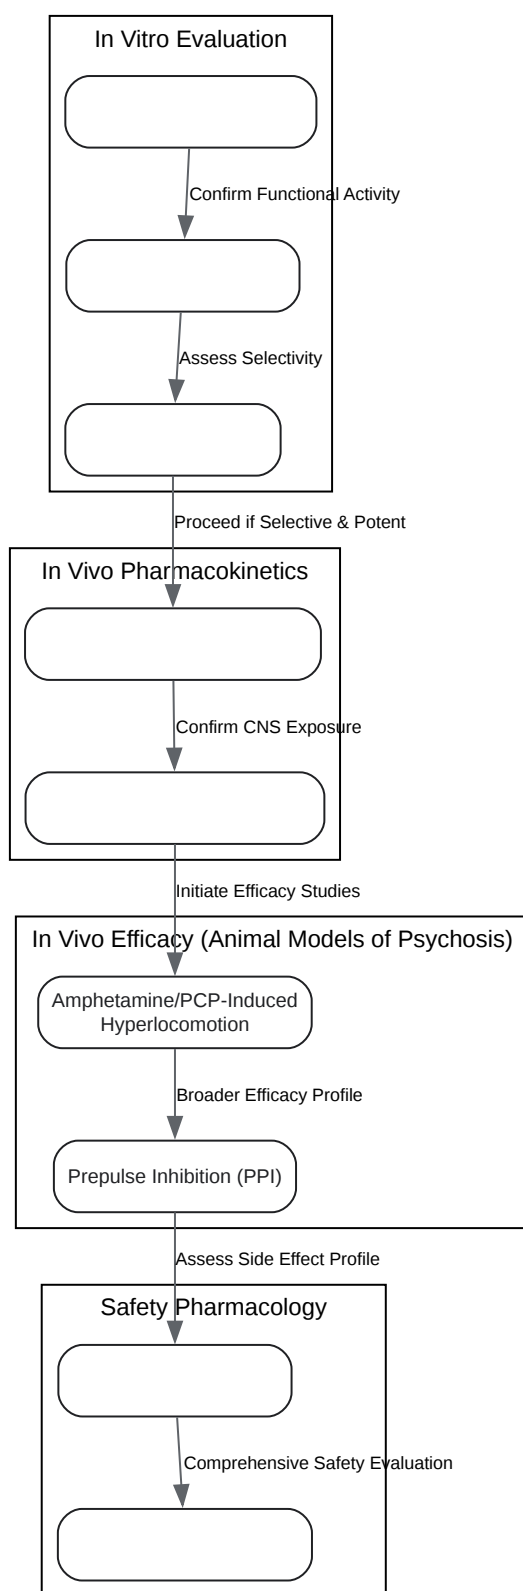 In Vitro Evaluation
Confirm Functional Activity
Assess Selectivity
Proceed if Selective & Potent
In Vivo Pharmacokinetics
Confirm CNS Exposure
Initiate Efficacy Studies
In Vivo Efficacy (Animal Models of Psychosis)
Amphetamine/PCP-Induced
Hyperlocomotion
Broader Efficacy Profile
Prepulse Inhibition (PPI)
Assess Side Effect Profile
Safety Pharmacology
Comprehensive Safety Evaluation